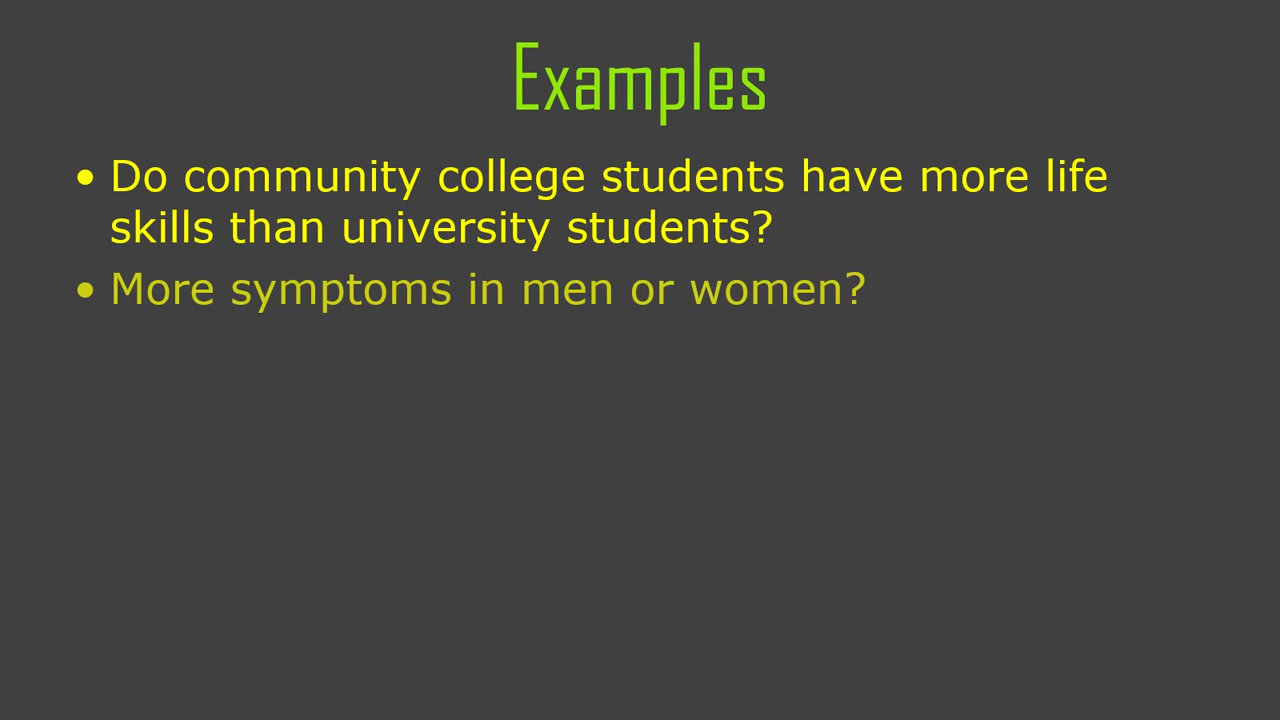 Examples
• Do community college students have more life
skills than university students?
• More symptoms in men or women?